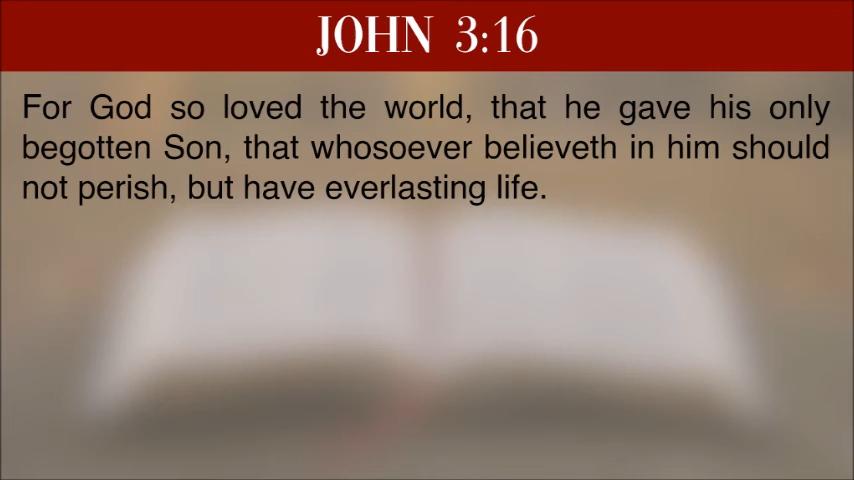 JOHN 3:16
For God so loved the world, that he gave his only
begotten Son, that whosoever believeth in him should
not perish, but have everlasting life.